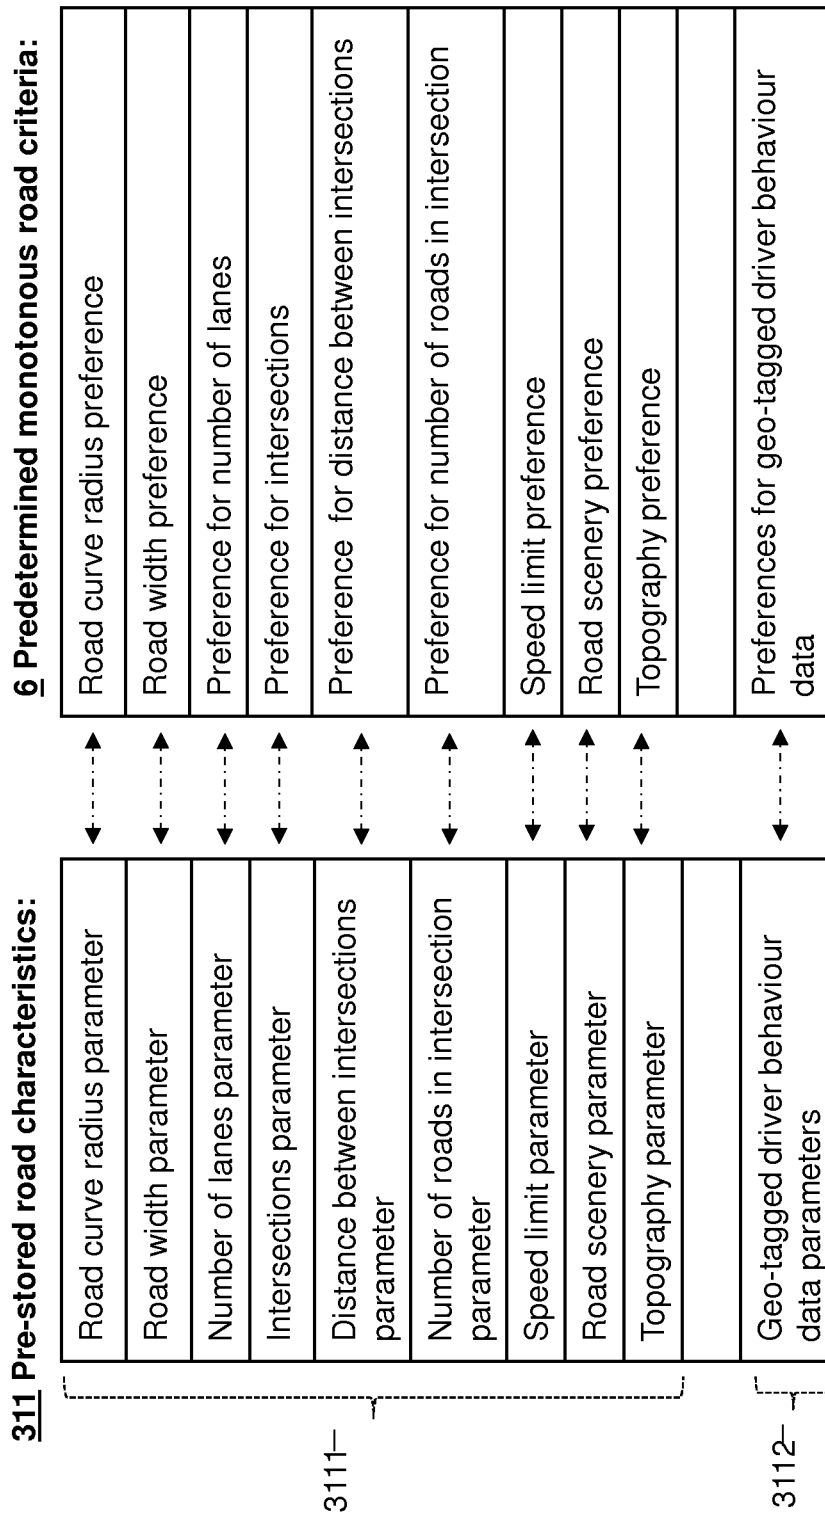 311 Pre-stored road characteristics:
Road curve radius parameter
Road width parameter
Number of lanes parameter
Intersections parameter
Distance between intersections
parameter
Number of roads in intersection
parameter
Speed limit parameter
Road scenery parameter
Topography parameter
Geo-tagged driver behaviour
data parameters
3111
3112
6 Predetermined monotonous road criteria:
Road curve radius preference
Road width preference
Preference for number of lanes
Preference for intersections
Preference for distance between intersections
Preference for number of roads in intersection
Speed limit preference
Road scenery preference
Topography preference
Preferences for geo-tagged driver behaviour
data